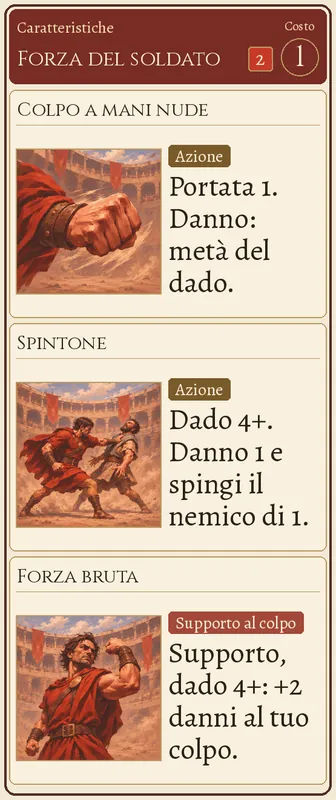 Caratteristiche
Costo
Forza del soldato
2
1
Colpo a mani nude
Azione
Portata 1.
Danno:
metà del
dado.
Spintone
Azione
Dado 4+.
Danno 1 e
spingi il
nemico di 1.
Forza bruta
Supporto al colpo
Supporto,
dado 4+: +2
danni al tuo
colpo.